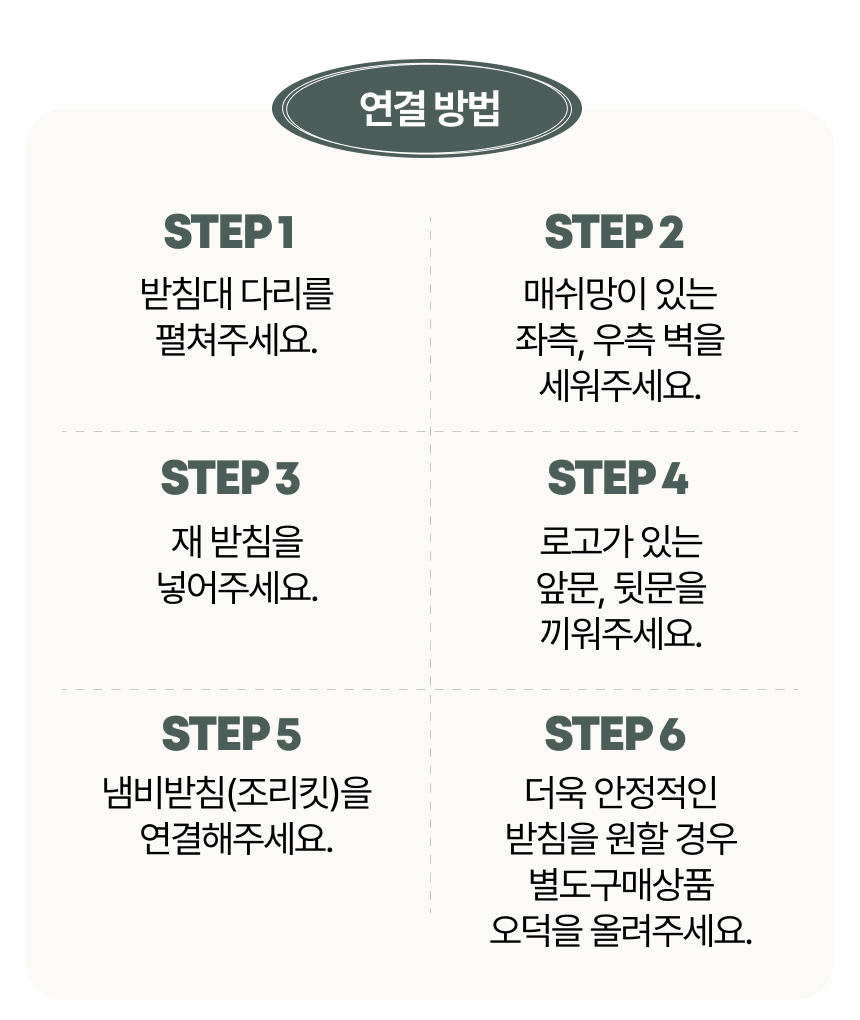 연결 방법
STEP 1
받침대 다리를
펼쳐주세요.
STEP 2
매쉬망이 있는
좌측, 우측 벽을
세워주세요.
STEP 3
재 받침을
넣어주세요.
STEP 4
로고가 있는
앞문, 뒷문을
끼워주세요.
STEP 5
냄비받침(조리킷)을
연결해주세요.
STEP 6
더욱 안정적인
받침을 원할 경우
별도구매상품
오덕을 올려주세요.